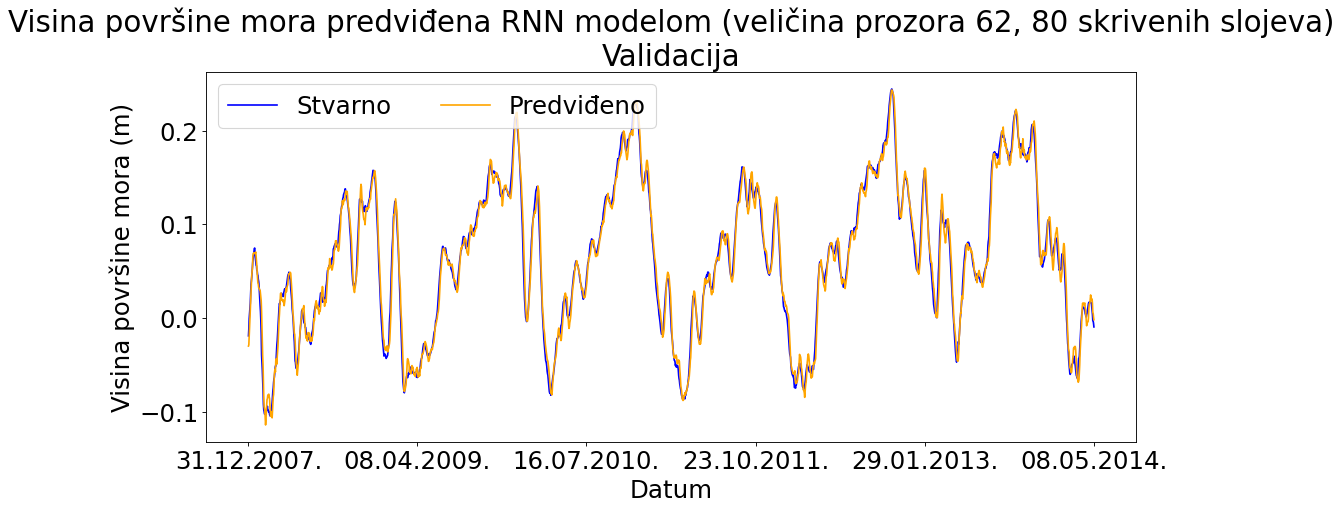 Visina površine mora predviđena RNN modelom (veličina prozora 62, 80 skrivenih slojeva)
Validacija
Stvarno Predviđeno
Visina površine mora (m)
0.2
0.1
0.0
−0.1
31.12.2007. 08.04.2009. 16.07.2010. 23.10.2011. 29.01.2013. 08.05.2014.
Datum